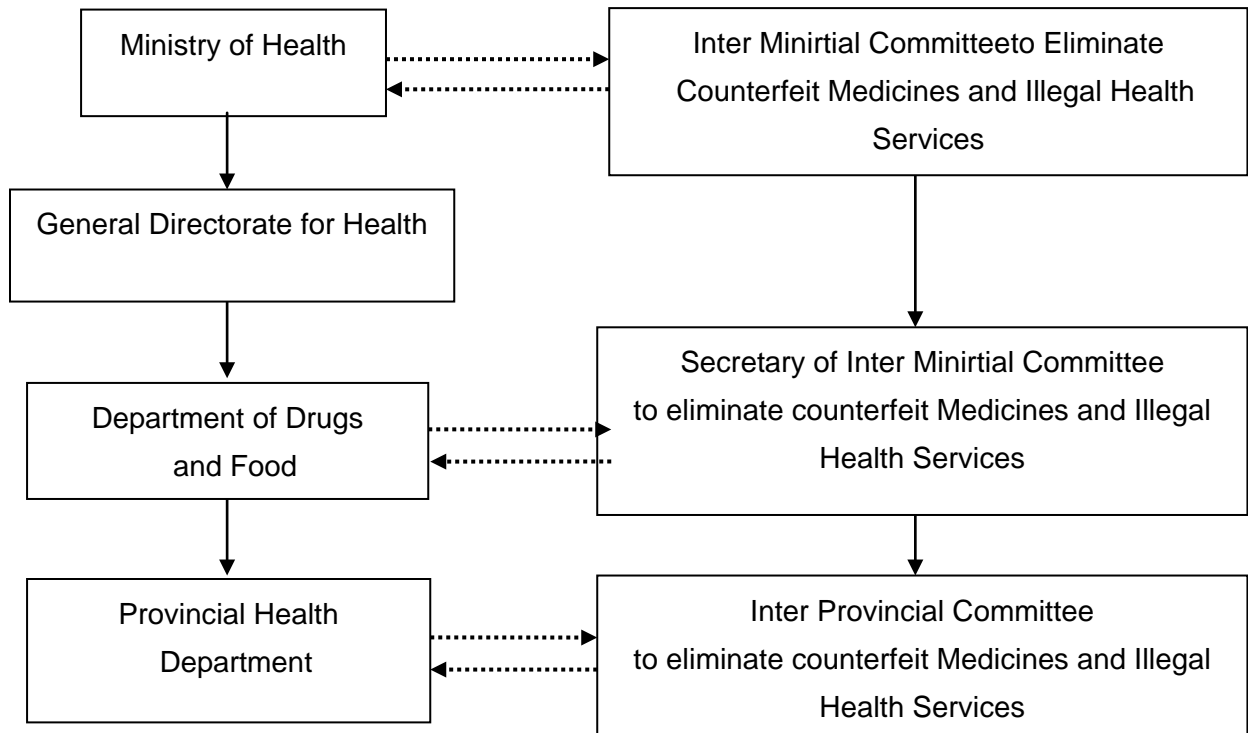 Ministry of Health
Inter Minirtial Committeeto Eliminate
Counterfeit Medicines and Illegal Health
Services
General Directorate for Health
Secretary of Inter Minirtial Committee
to eliminate counterfeit Medicines and Illegal
Health Services
Department of Drugs
and Food
Provincial Health
Department
Inter Provincial Committee
to eliminate counterfeit Medicines and Illegal
Health Services